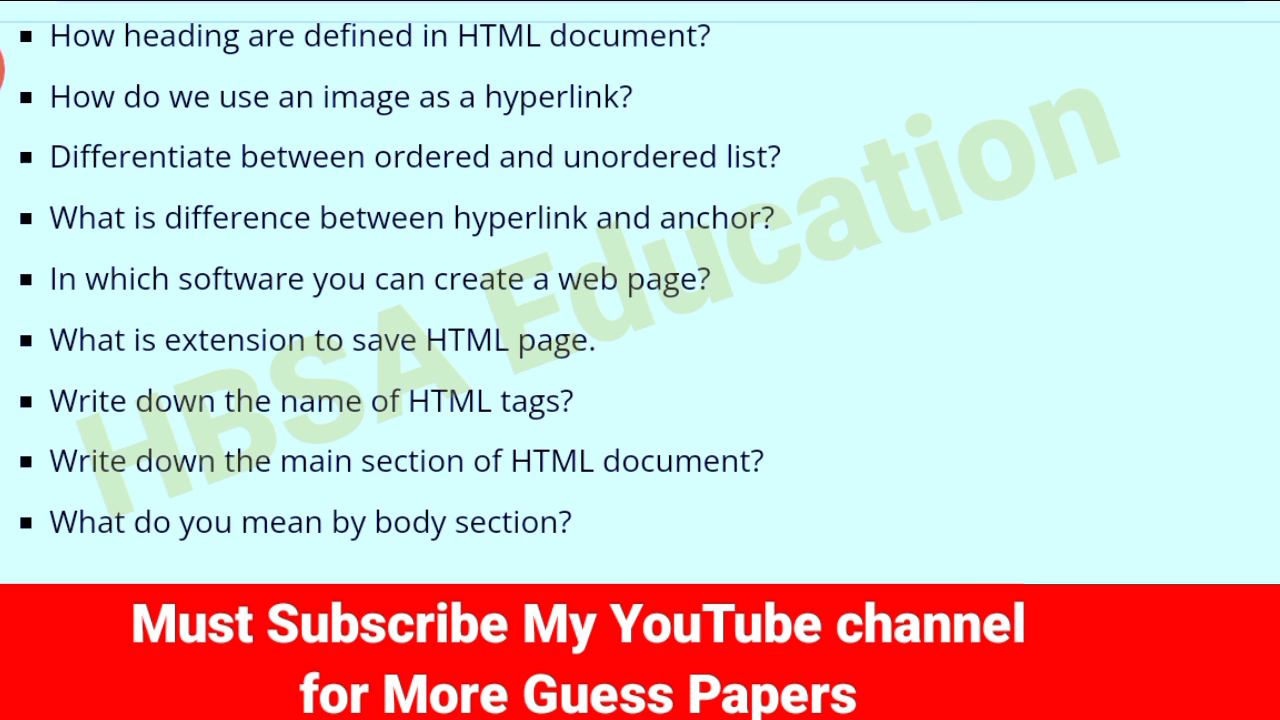 ▪ How heading are defined in HTML document?
▪ How do we use an image as a hyperlink?
▪ Differentiate between ordered and unordered list?
▪ What is difference between hyperlink and anchor?
▪ In which software you can create a web page?
▪ What is extension to save HTML page.
▪ Write down the name of HTML tags?
▪ Write down the main section of HTML document?
▪ What do you mean by body section?
HBSA Education
Must Subscribe My YouTube channel
for More Guess Papers